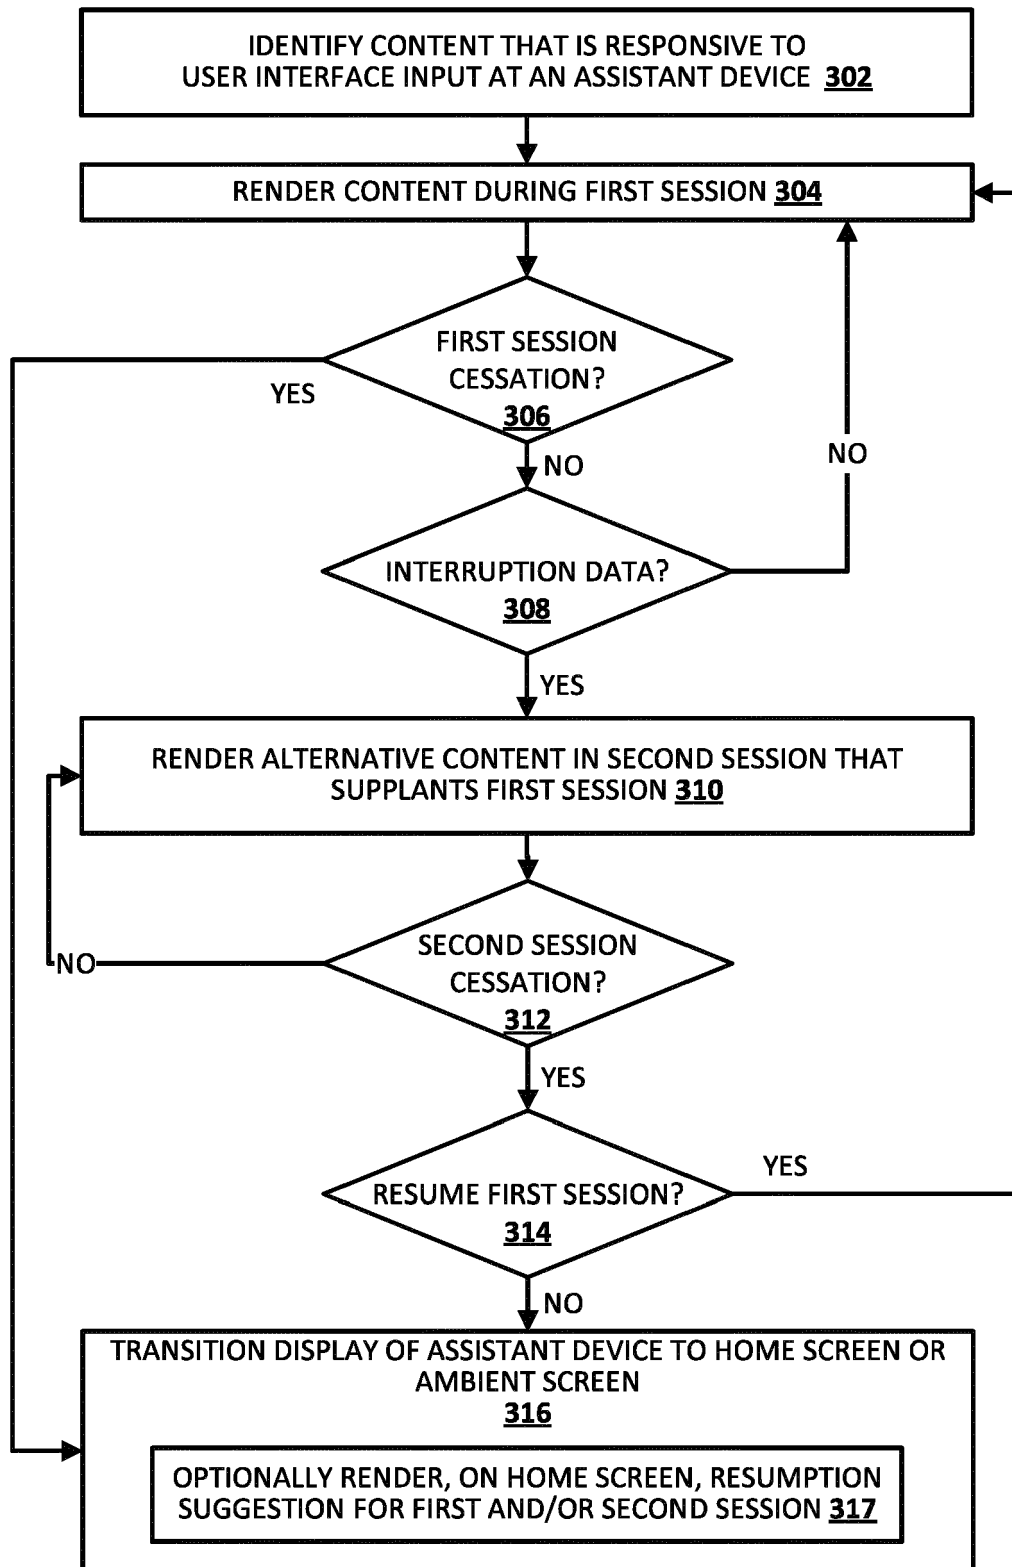 IDENTIFY CONTENT THAT IS RESPONSIVE TO
USER INTERFACE INPUT AT AN ASSISTANT DEVICE 302
RENDER CONTENT DURING FIRST SESSION 304
FIRST SESSION
CESSATION?
306
YES
NO
NO
INTERRUPTION DATA?
308
YES
RENDER ALTERNATIVE CONTENT IN SECOND SESSION THAT
SUPPLANTS FIRST SESSION 310
SECOND SESSION
CESSATION?
312
NO
YES
RESUME FIRST SESSION?
314
YES
NO
TRANSITION DISPLAY OF ASSISTANT DEVICE TO HOME SCREEN OR
AMBIENT SCREEN
316
OPTIONALLY RENDER, ON HOME SCREEN, RESUMPTION
SUGGESTION FOR FIRST AND/OR SECOND SESSION 317